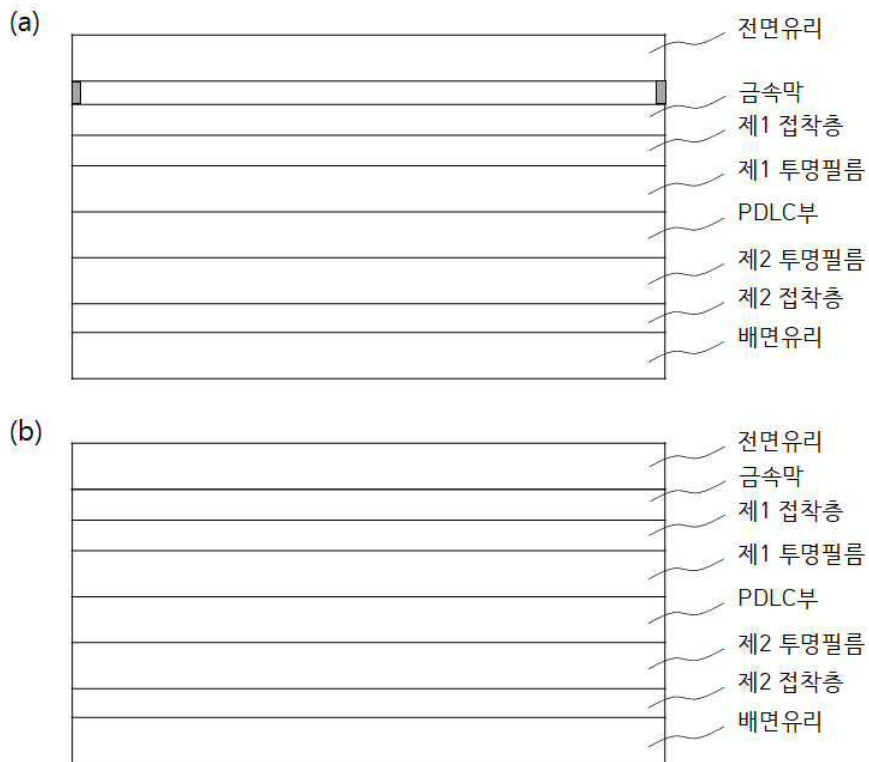 (a)
전면유리
금속막
제1 접착층
제1 투명필름
PDLC부
제2 투명필름
제2 접착층
배면유리
(b)
전면유리
금속막
제1 접착층
제1 투명필름
PDLC부
제2 투명필름
제2 접착층
배면유리